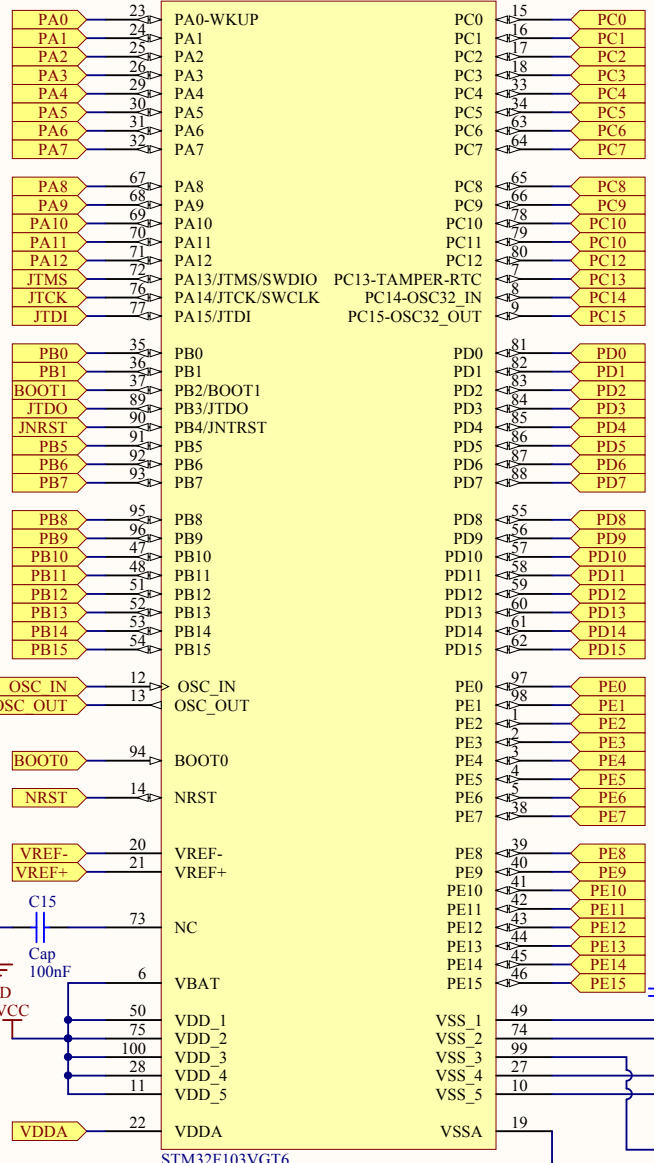 PA0 23 PA0-WKUP PC0 15 PC0
PA1 24 PA1 PC1 16 PC1
PA2 25 PA2 PC2 17 PC2
PA3 26 PA3 PC3 18 PC3
PA4 29 PA4 PC4 33 PC4
PA5 30 PA5 PC5 34 PC5
PA6 31 PA6 PC6 63 PC6
PA7 32 PA7 PC7 64 PC7
PA8 67 PA8 PC8 65 PC8
PA9 68 PA9 PC9 66 PC9
PA10 69 PA10 PC10 78 PC10
PA11 70 PA11 PC11 79 PC10
PA12 71 PA12 PC12 80 PC12
JTMS 72 PA13/JTMS/SWDIO PC13-TAMPER-RTC 7 PC13
JTCK 76 PA14/JTCK/SWCLK PC14-OSC32_IN 8 PC14
JTDI 77 PA15/JTDI PC15-OSC32_OUT 9 PC15
PB0 35 PB0 PD0 81 PD0
PB1 36 PB1 PD1 82 PD1
BOOT1 37 PB2/BOOT1 PD2 83 PD2
JTDO 89 PB3/JTDO PD3 84 PD3
JNRST 90 PB4/JNTRST PD4 85 PD4
PB5 91 PB5 PD5 86 PD5
PB6 92 PB6 PD6 87 PD6
PB7 93 PB7 PD7 88 PD7
PB8 95 PB8 PD8 55 PD8
PB9 96 PB9 PD9 56 PD9
PB10 47 PB10 PD10 57 PD10
PB11 48 PB11 PD11 58 PD11
PB12 51 PB12 PD12 59 PD12
PB13 52 PB13 PD13 60 PD13
PB14 53 PB14 PD14 61 PD14
PB15 54 PB15 PD15 62 PD15
OSC_IN 12 OSC_IN PE0 97 PE0
OSC_OUT 13 OSC_OUT PE1 98 PE1
PE2 1 PE2
PE3 2 PE3
BOOT0 94 BOOT0 PE4 3 PE4
PE5 4 PE5
NRST 14 NRST PE6 5 PE6
PE7 38 PE7
VREF- 20 VREF- PE8 39 PE8
VREF+ 21 VREF+ PE9 40 PE9
PE10 41 PE10
C15 PE11 42 PE11
73 NC PE12 43 PE12
PE13 44 PE13
Cap PE14 45 PE14
100nF 6 VBAT PE15 46 PE15
D
VCC
50 VDD_1 VSS_1 49
75 VDD_2 VSS_2 74
100 VDD_3 VSS_3 99
28 VDD_4 VSS_4 27
11 VDD_5 VSS_5 10
VDDA 22 VDDA VSSA 19
STM32F103VGT6